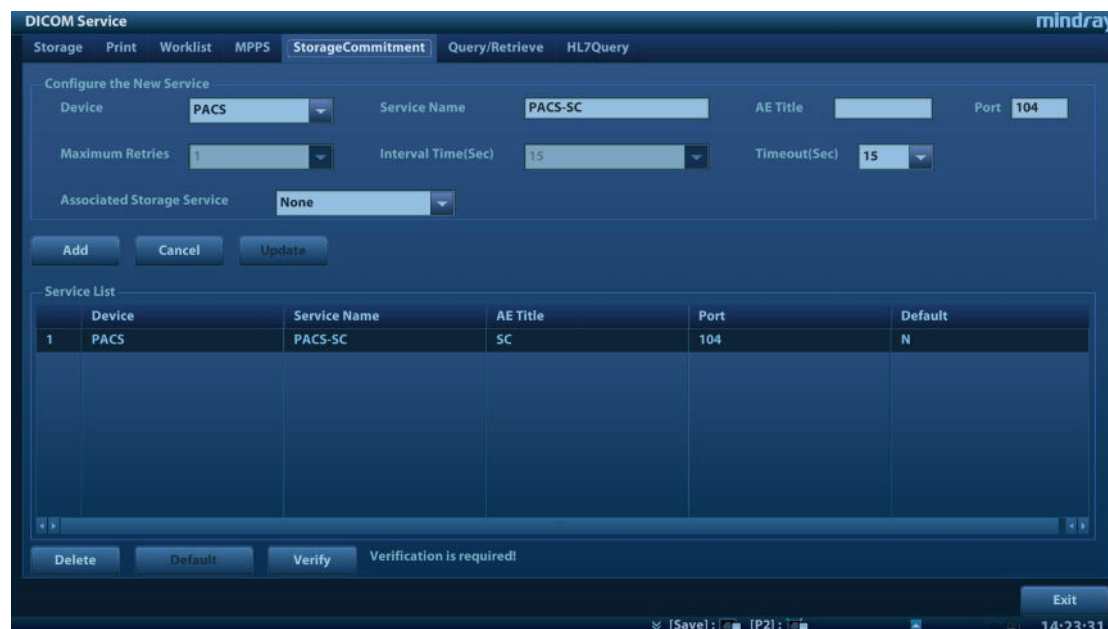 DICOM Service mindray
Storage Print Worklist MPPS StorageCommitment Query/Retrieve HL7Query
Configure the New Service
Device PACS Service Name PACS-SC AE Title Port 104
Maximum Retries 1 Interval Time(Sec) 15 Timeout(Sec) 15
Associated Storage Service None
Add Cancel Update
Service List
Device Service Name AE Title Port Default
1 PACS PACS-SC SC 104 N
Delete Default Verify Verification is required!
Exit
[Save]: [P2]: 14:23:31